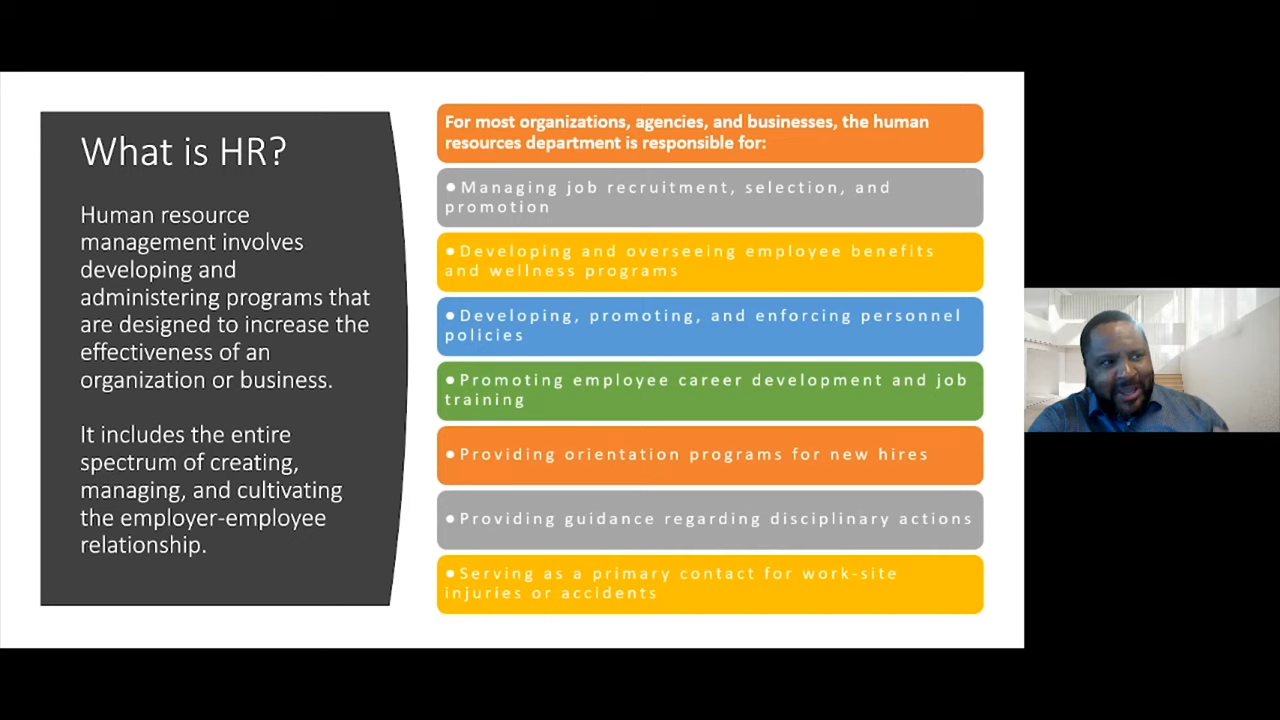 What is HR?
Human resource
management involves
developing and
administering programs that
are designed to increase the
effectiveness of an
organization or business.
It includes the entire
spectrum of creating,
managing, and cultivating
the employer-employee
relationship.
For most organizations, agencies, and businesses, the human
resources department is responsible for:
●Managing job recruitment, selection, and
promotion
●Developing and overseeing employee benefits
and wellness programs
●Developing, promoting, and enforcing personnel
policies
●Promoting employee career development and job
training
●Providing orientation programs for new hires
●Providing guidance regarding disciplinary actions
●Serving as a primary contact for work-site
injuries or accidents